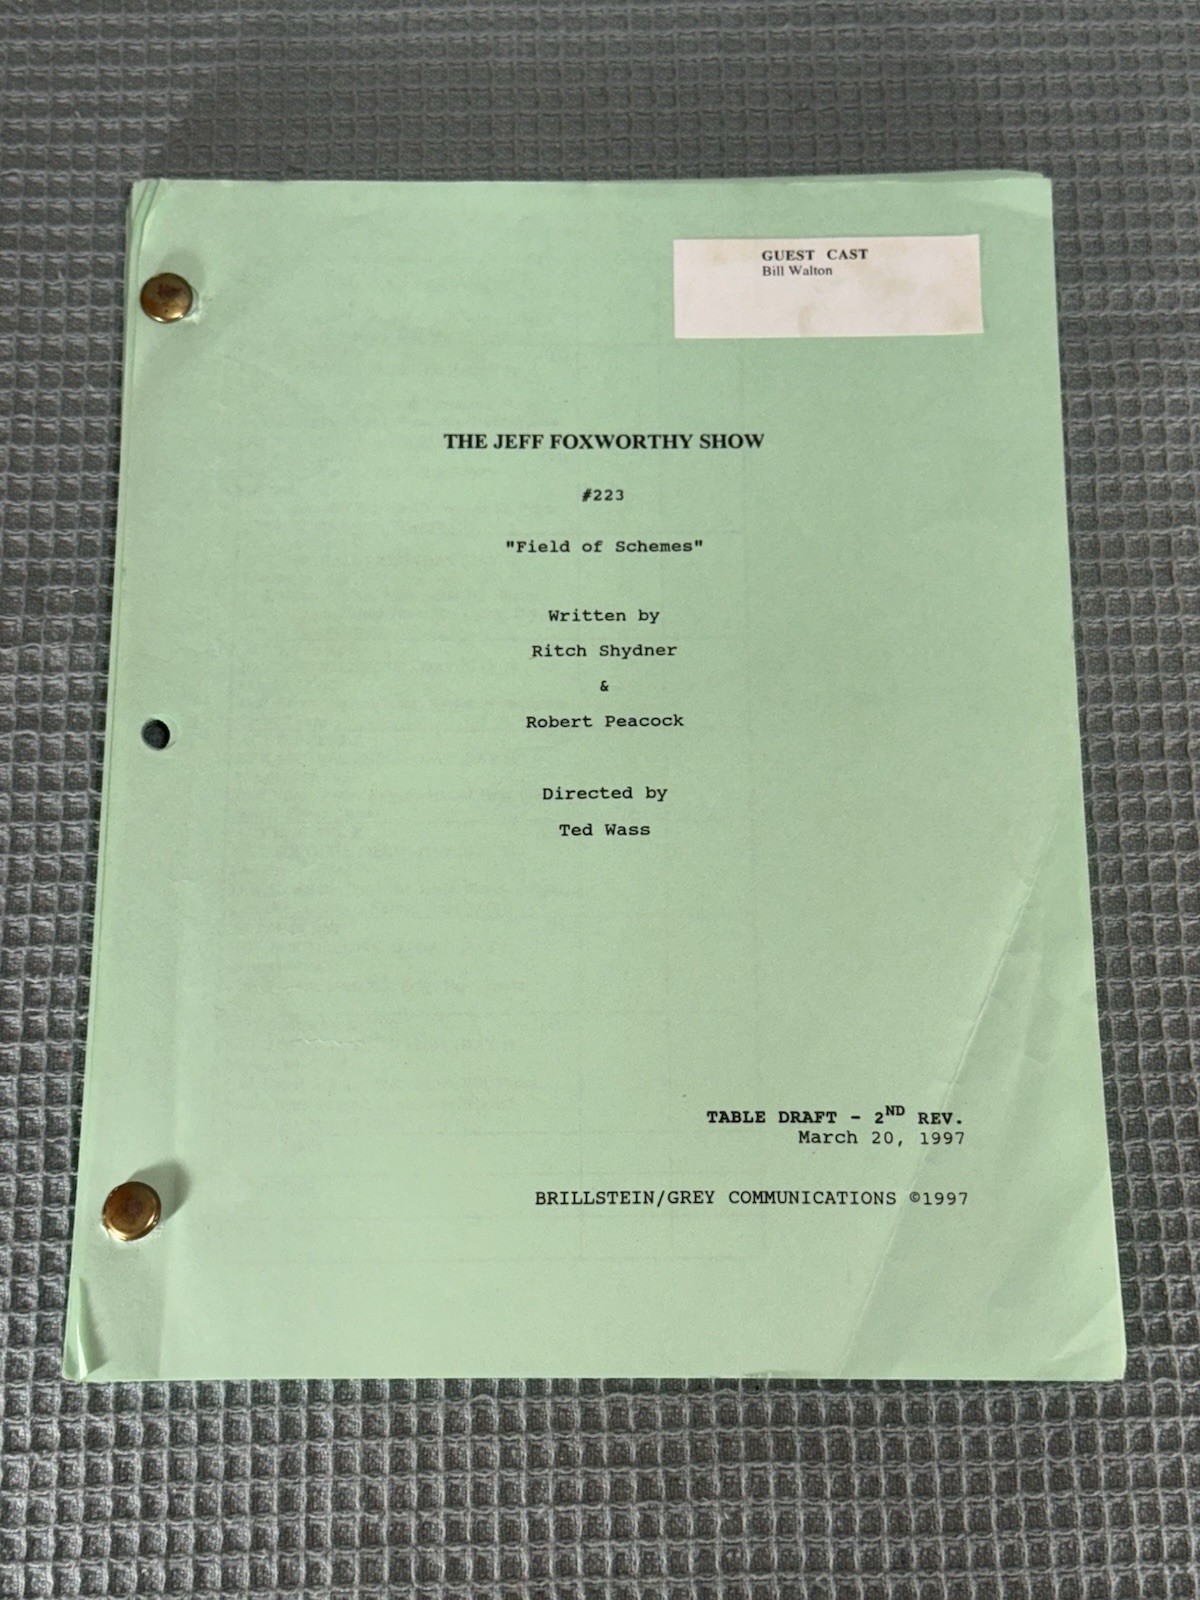 GUEST CAST
Bill Walton
THE JEFF FOXWORTHY SHOW
#223
"Field of Schemes"
Written by
Ritch Shydner
&
Robert Peacock
Directed by
Ted Wass
TABLE DRAFT - 2ND REV.
March 20, 1997
BRILLSTEIN/GREY COMMUNICATIONS ©1997